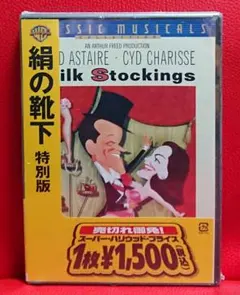 CLASSIC MUSICALS
AN ARTHUR FREED PRODUCTION
D ASTAIRE · CYD CHARISSE
ilk Stockings
絹の靴下
特別版
売切れ御免!
スーパー・ハリウッド・プライス
1枚¥1,500